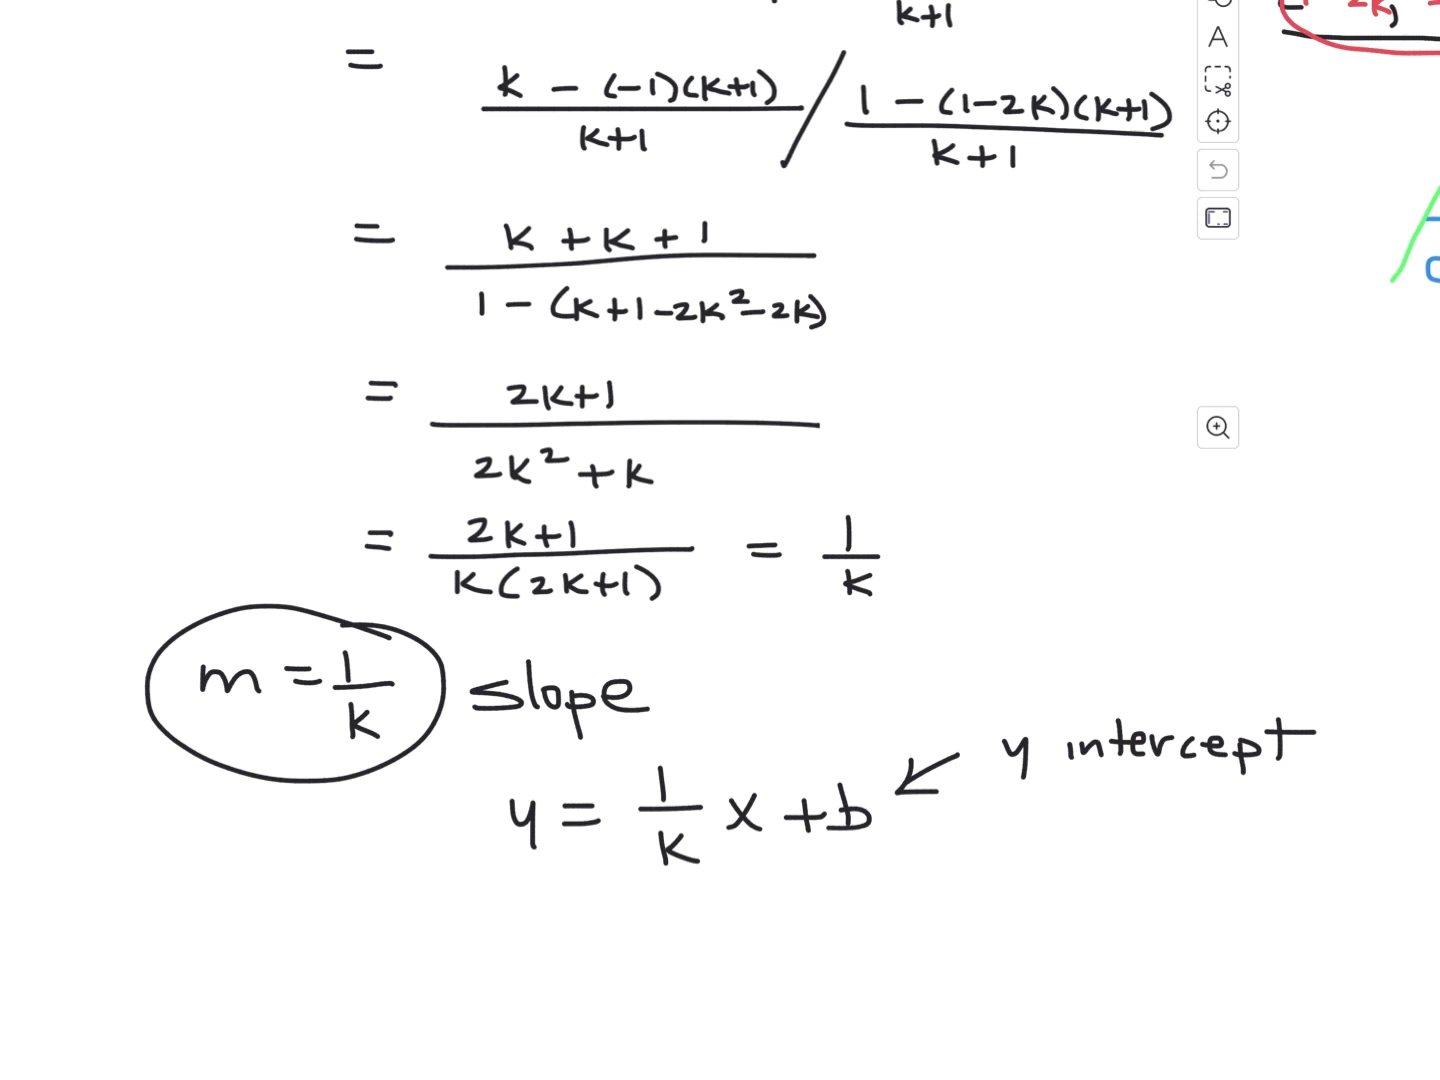 k+1
=
k - (-1)(k+1) / 1 - (1-2k)(k+1)
k+1 k+1
= k + k + 1
1 - (k+1-2k²-2k)
= 2k+1
2k² + k
= 2k+1 = 1
k(2k+1) k
m = 1 slope
k
y intercept
y = 1 x + b
k
A
2k,